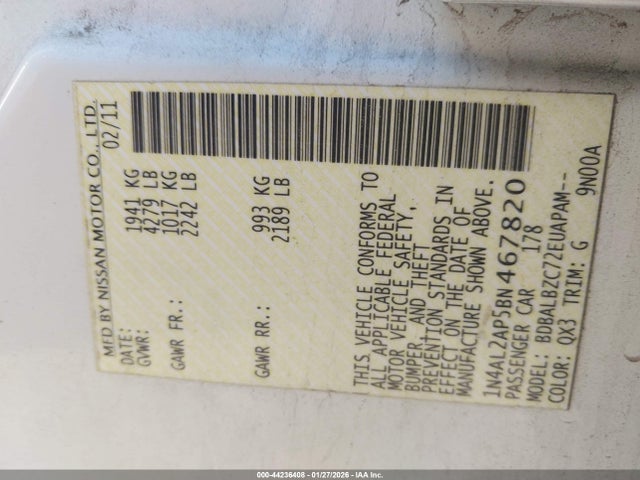 MFD BY NISSAN MOTOR CO., LTD.
DATE: 02/11
GVWR: 1941 KG
4279 LB
GAWR FR.: 1017 KG
2242 LB
GAWR RR.: 993 KG
2189 LB
THIS VEHICLE CONFORMS TO
ALL APPLICABLE FEDERAL
MOTOR VEHICLE SAFETY,
BUMPER, AND THEFT
PREVENTION STANDARDS IN
EFFECT ON THE DATE OF
MANUFACTURE SHOWN ABOVE.
1N4AL2AP5BN467820
PASSENGER CAR 178
MODEL: BDBALBZC72EUAPAM--
COLOR: QX3 TRIM: G 9N00A
000-44236408 - 01/27/2026 - IAA Inc.